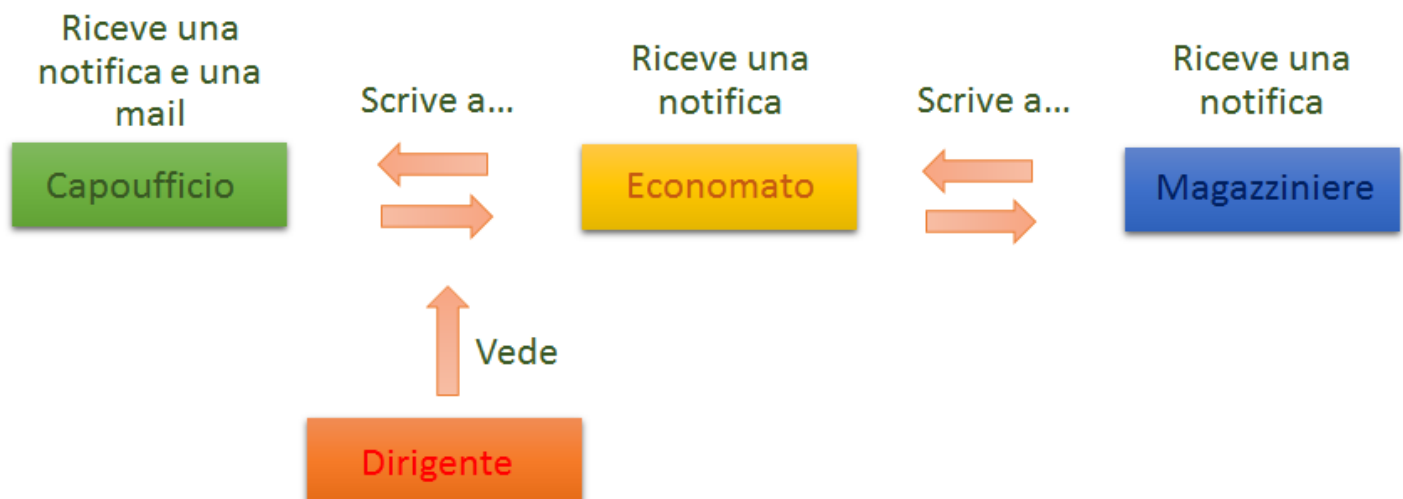 Riceve una
notifica e una
mail
Scrive a...
Riceve una
notifica
Scrive a...
Riceve una
notifica
Capoufficio
Economato
Magazziniere
Vede
Dirigente